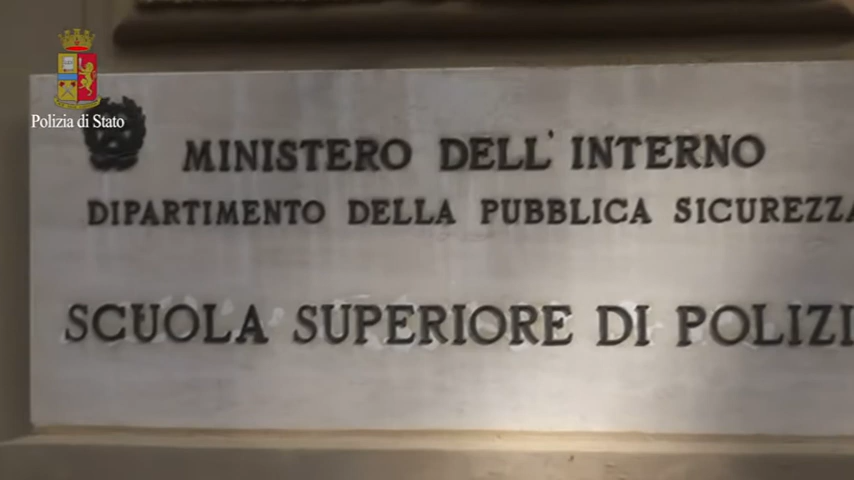 Polizia di Stato
MINISTERO DELL' INTERNO
DIPARTIMENTO DELLA PUBBLICA SICUREZZA
SCUOLA SUPERIORE DI POLIZI